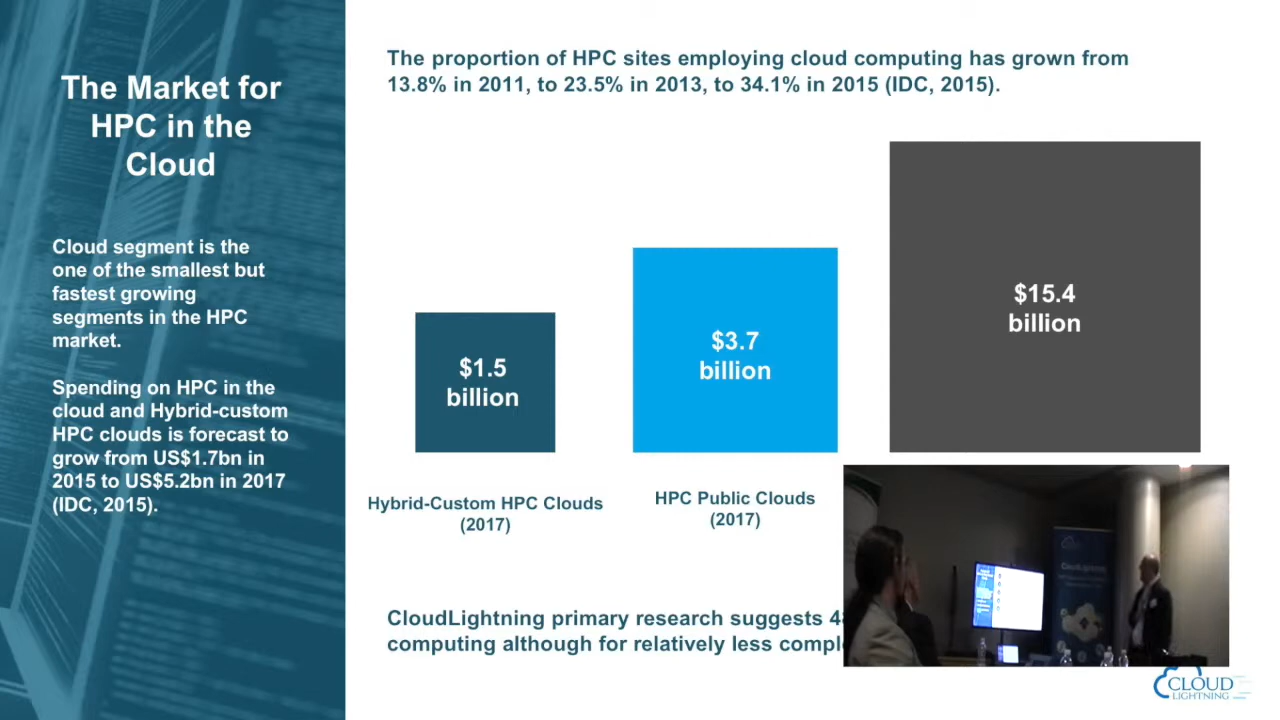 The Market for
HPC in the
Cloud
Cloud segment is the
one of the smallest but
fastest growing
segments in the HPC
market.
Spending on HPC in the
cloud and Hybrid-custom
HPC clouds is forecast to
grow from US$1.7bn in
2015 to US$5.2bn in 2017
(IDC, 2015).
The proportion of HPC sites employing cloud computing has grown from
13.8% in 2011, to 23.5% in 2013, to 34.1% in 2015 (IDC, 2015).
$1.5
billion
$3.7
billion
$15.4
billion
Hybrid-Custom HPC Clouds
(2017)
HPC Public Clouds
(2017)
CloudLightning primary research suggests
computing although for relatively less
CLOUD
LIGHTNING